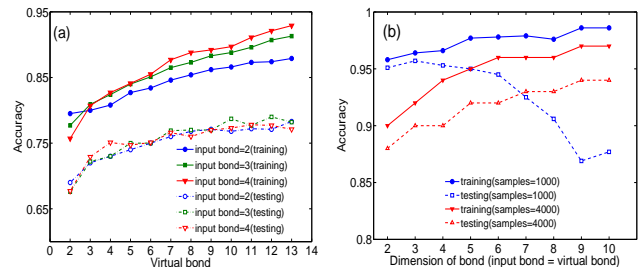 (a)
Accuracy
0.95
0.85
0.75
0.65
0 1 2 3 4 5 6 7 8 9 10 11 12 13 14
Virtual bond
input bond=2(training)
input bond=3(training)
input bond=4(training)
input bond=2(testing)
input bond=3(testing)
input bond=4(testing)
(b)
Accuracy
1
0.95
0.9
0.85
0.8
2 3 4 5 6 7 8 9 10
Dimension of bond (input bond = virtual bond)
training(samples=1000)
testing(samples=1000)
training(samples=4000)
testing(samples=4000)